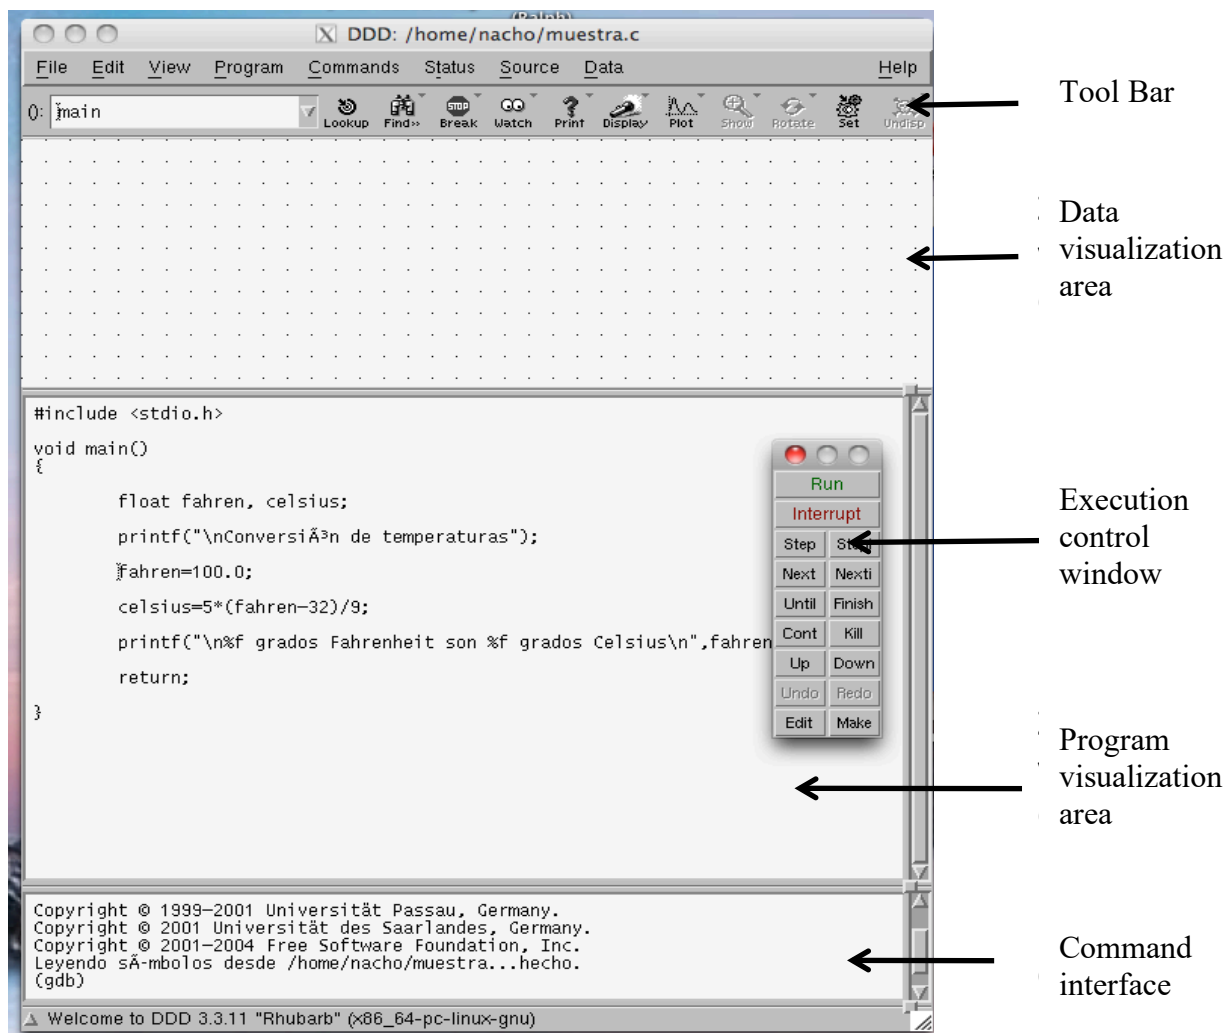 (Ralph)
DDD: /home/nacho/muestra.c
File Edit View Program Commands Status Source Data Help
(): main
Lookup Find>> Break Watch Print Display Plot Show Rotate Set Undisp
STOP
Tool Bar
Data
visualization
area
#include <stdio.h>
void main()
{
float fahren, celsius;
printf("\nConversiÃ³n de temperaturas");
fahren=100.0;
celsius=5*(fahren-32)/9;
printf("\n%f grados Fahrenheit son %f grados Celsius\n",fahren
return;
}
Run
Interrupt
Step
Next Nexti
Until Finish
Cont Kill
Up Down
Undo Redo
Edit Make
Execution
control
window
Program
visualization
area
Copyright © 1999-2001 Universität Passau, Germany.
Copyright © 2001 Universität des Saarlandes, Germany.
Copyright © 2001-2004 Free Software Foundation, Inc.
Leyendo sÃ-mbolos desde /home/nacho/muestra...hecho.
(gdb)
Command
interface
Welcome to DDD 3.3.11 "Rhubarb" (x86_64-pc-linux-gnu)